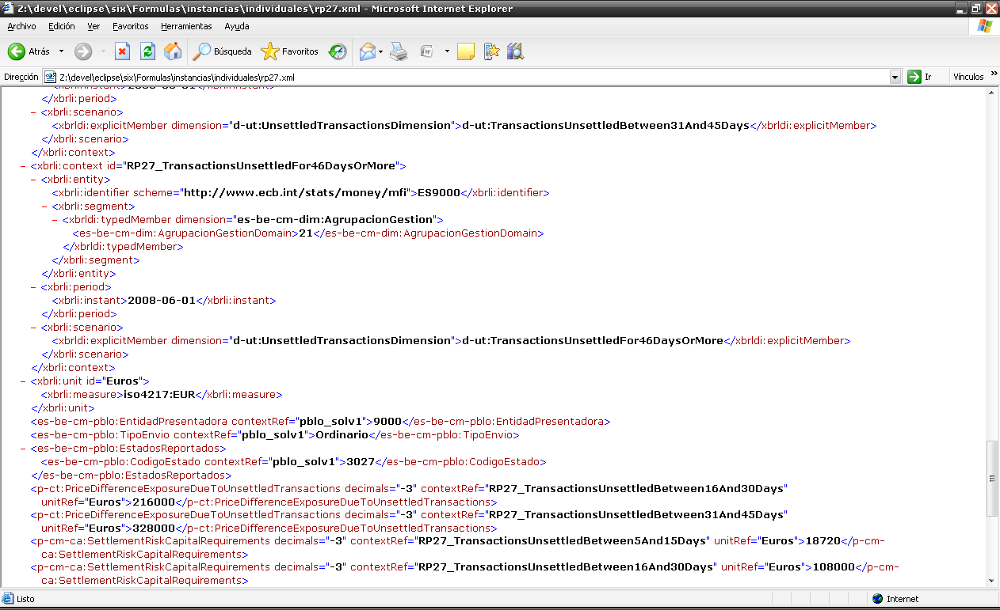 Z:\devel\eclipse\six\Formulas\instancias\individuales\rp27.xml - Microsoft Internet Explorer
Archivo Edición Ver Favoritos Herramientas Ayuda
Atrás Búsqueda Favoritos
Dirección Z:\devel\eclipse\six\Formulas\instancias\individuales\rp27.xml Ir Vínculos »
</xbrli:period>
- <xbrli:scenario>
<xbrldi:explicitMember dimension="d-ut:UnsettledTransactionsDimension">d-ut:TransactionsUnsettledBetween31And45Days</xbrldi:explicitMember>
</xbrli:scenario>
</xbrli:context>
- <xbrli:context id="RP27_TransactionsUnsettledFor46DaysOrMore">
- <xbrli:entity>
<xbrli:identifier scheme="http://www.ecb.int/stats/money/mfi">ES9000</xbrli:identifier>
- <xbrli:segment>
- <xbrldi:typedMember dimension="es-be-cm-dim:AgrupacionGestion">
<es-be-cm-dim:AgrupacionGestionDomain>21</es-be-cm-dim:AgrupacionGestionDomain>
</xbrldi:typedMember>
</xbrli:segment>
</xbrli:entity>
- <xbrli:period>
<xbrli:instant>2008-06-01</xbrli:instant>
</xbrli:period>
- <xbrli:scenario>
<xbrldi:explicitMember dimension="d-ut:UnsettledTransactionsDimension">d-ut:TransactionsUnsettledFor46DaysOrMore</xbrldi:explicitMember>
</xbrli:scenario>
</xbrli:context>
- <xbrli:unit id="Euros">
<xbrli:measure>iso4217:EUR</xbrli:measure>
</xbrli:unit>
<es-be-cm-pblo:EntidadPresentadora contextRef="pblo_solv1">9000</es-be-cm-pblo:EntidadPresentadora>
<es-be-cm-pblo:TipoEnvio contextRef="pblo_solv1">Ordinario</es-be-cm-pblo:TipoEnvio>
- <es-be-cm-pblo:EstadosReportados>
<es-be-cm-pblo:CodigoEstado contextRef="pblo_solv1">3027</es-be-cm-pblo:CodigoEstado>
</es-be-cm-pblo:EstadosReportados>
<p-ct:PriceDifferenceExposureDueToUnsettledTransactions decimals="-3" contextRef="RP27_TransactionsUnsettledBetween16And30Days"
unitRef="Euros">216000</p-ct:PriceDifferenceExposureDueToUnsettledTransactions>
<p-ct:PriceDifferenceExposureDueToUnsettledTransactions decimals="-3" contextRef="RP27_TransactionsUnsettledBetween31And45Days"
unitRef="Euros">328000</p-ct:PriceDifferenceExposureDueToUnsettledTransactions>
<p-cm-ca:SettlementRiskCapitalRequirements decimals="-3" contextRef="RP27_TransactionsUnsettledBetween5And15Days" unitRef="Euros">18720</p-cm-
ca:SettlementRiskCapitalRequirements>
<p-cm-ca:SettlementRiskCapitalRequirements decimals="-3" contextRef="RP27_TransactionsUnsettledBetween16And30Days" unitRef="Euros">108000</p-cm-
ca:SettlementRiskCapitalRequirements>
Listo Internet